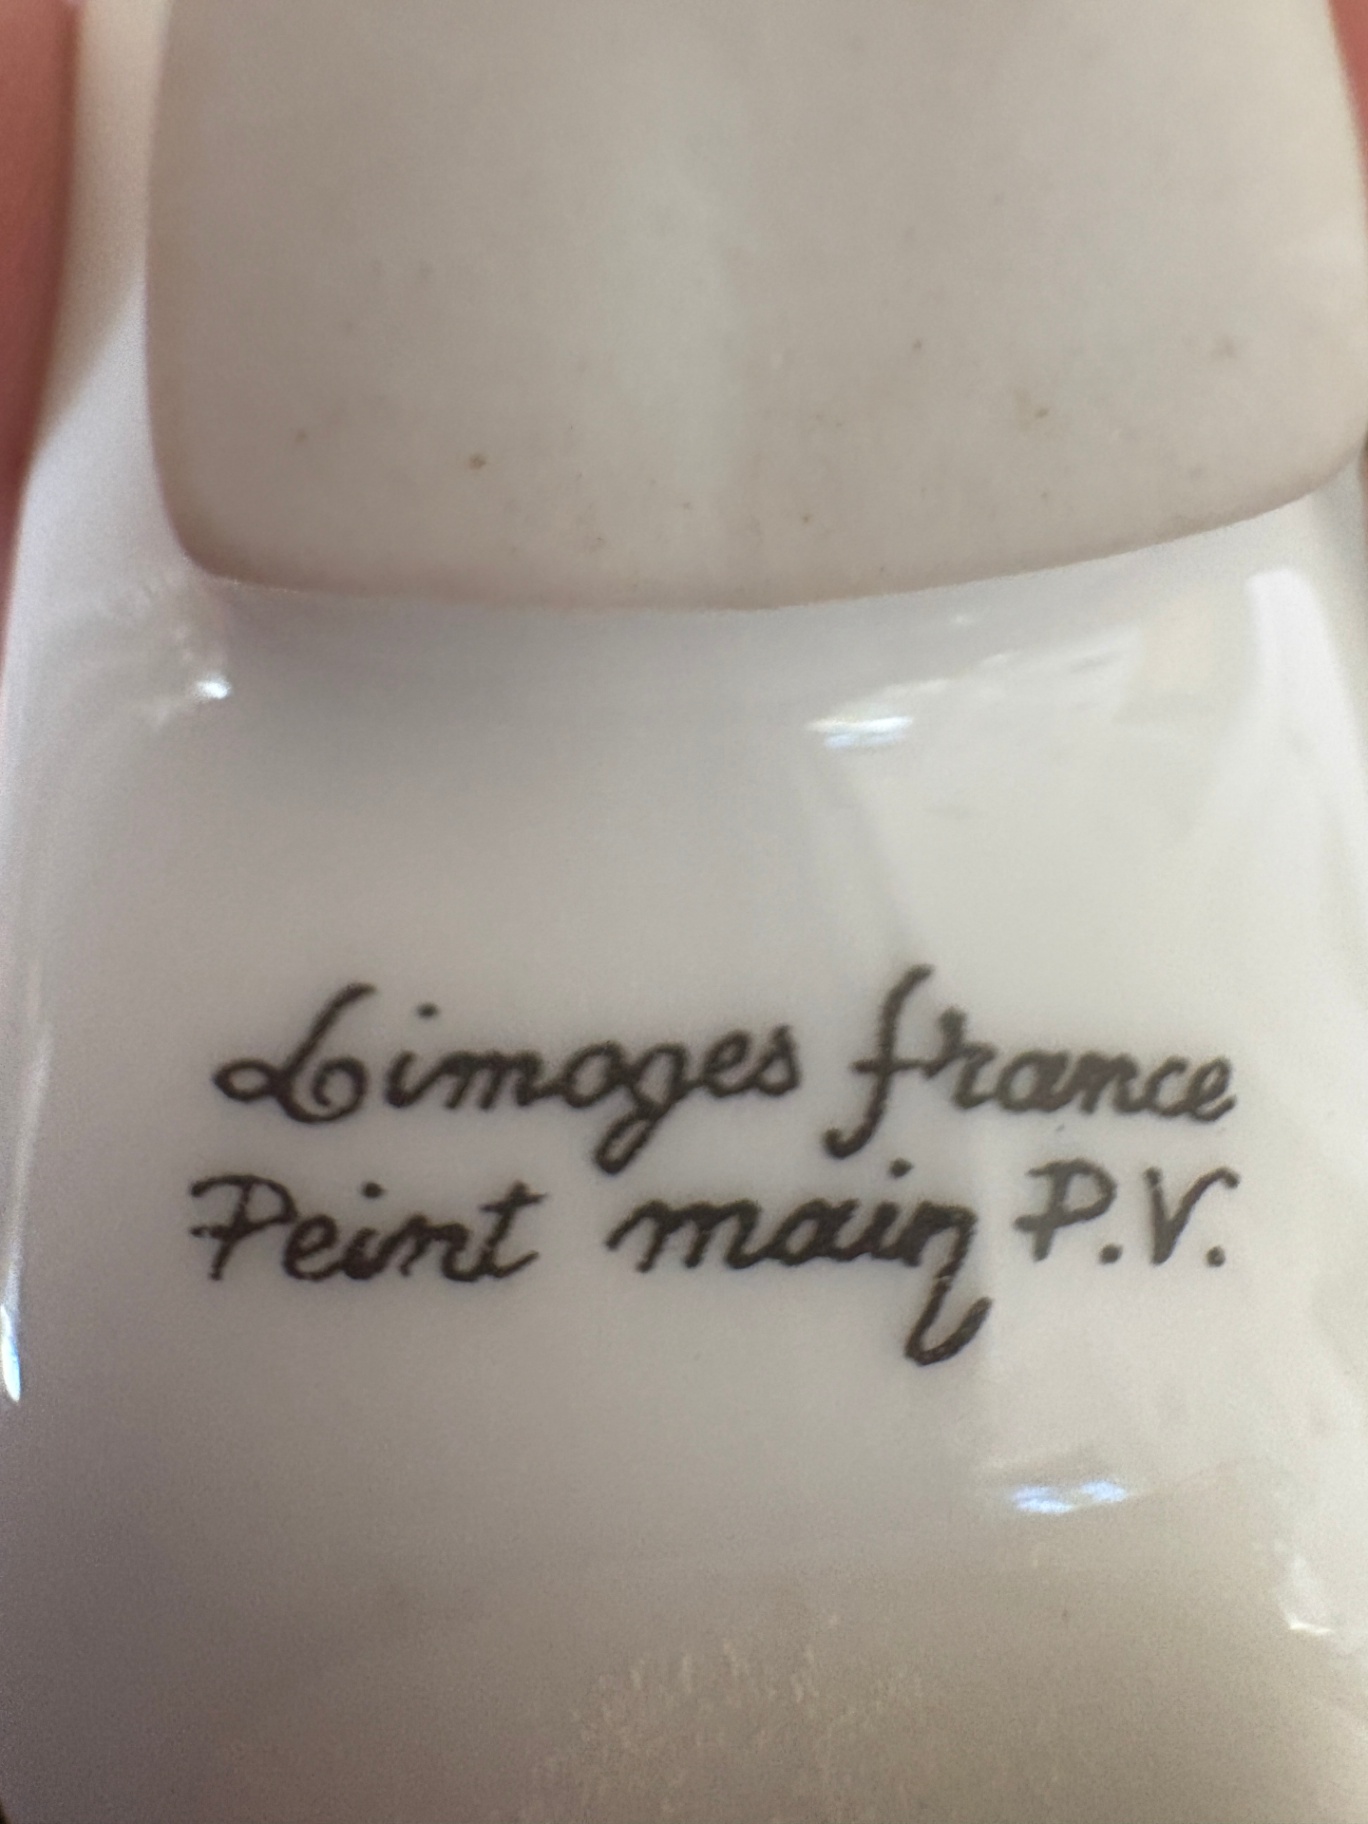 Limoges france
Peint main P.V.